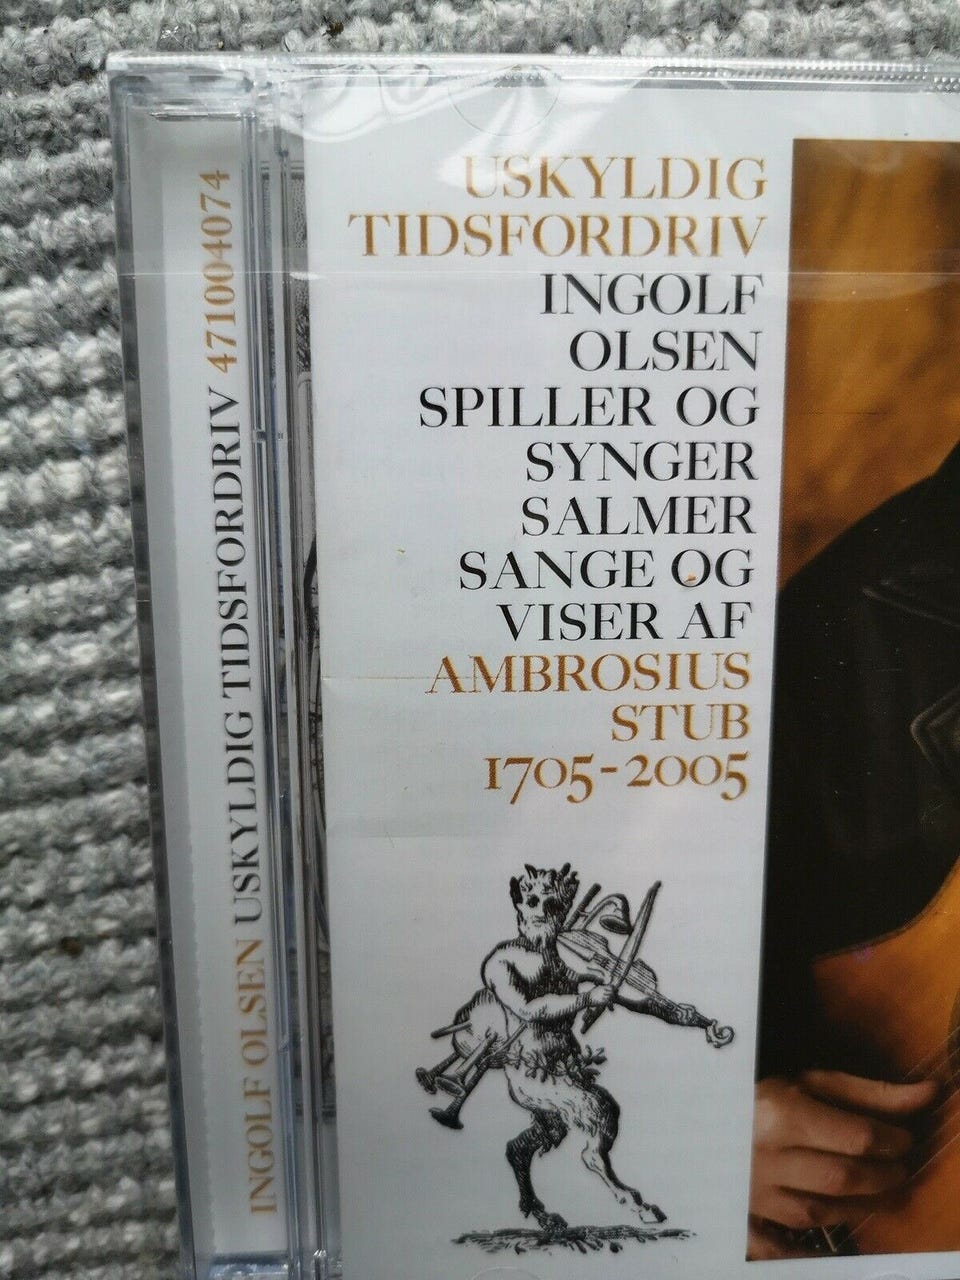 INGOLF OLSEN USKYLDIG TIDSFORDRIV 471004074
USKYLDIG
TIDSFORDRIV
INGOLF
OLSEN
SPILLER OG
SYNGER
SALMER
SANGE OG
VISER AF
AMBROSIUS
STUB
1705-2005